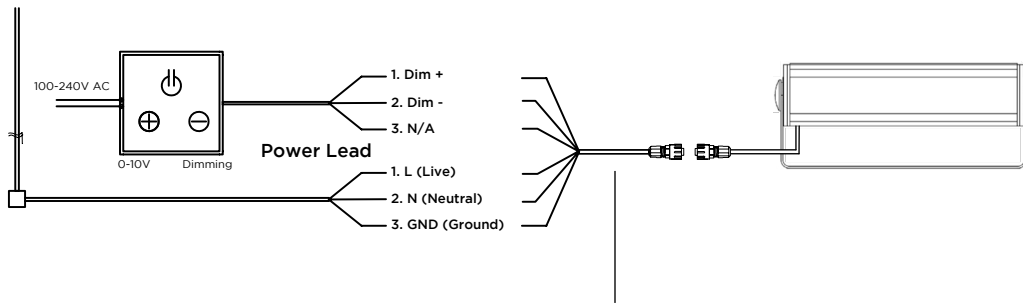 100-240V AC
0-10V Dimming
1. Dim +
2. Dim -
3. N/A
Power Lead
1. L (Live)
2. N (Neutral)
3. GND (Ground)